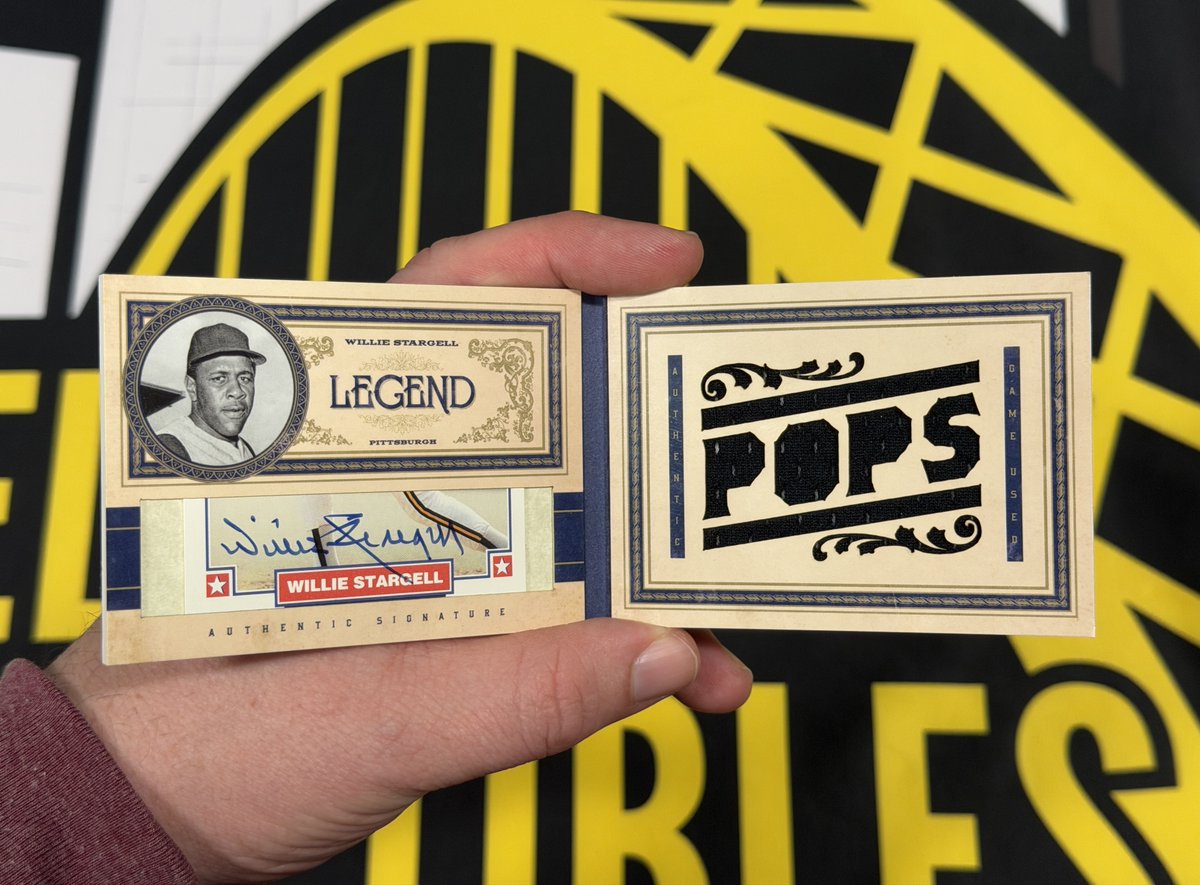 WILLIE STARGELL
LEGEND
PITTSBURGH
Willie Stargell
WILLIE STARGELL
AUTHENTIC SIGNATURE
AUTHENTIC
POPS
GAME USED